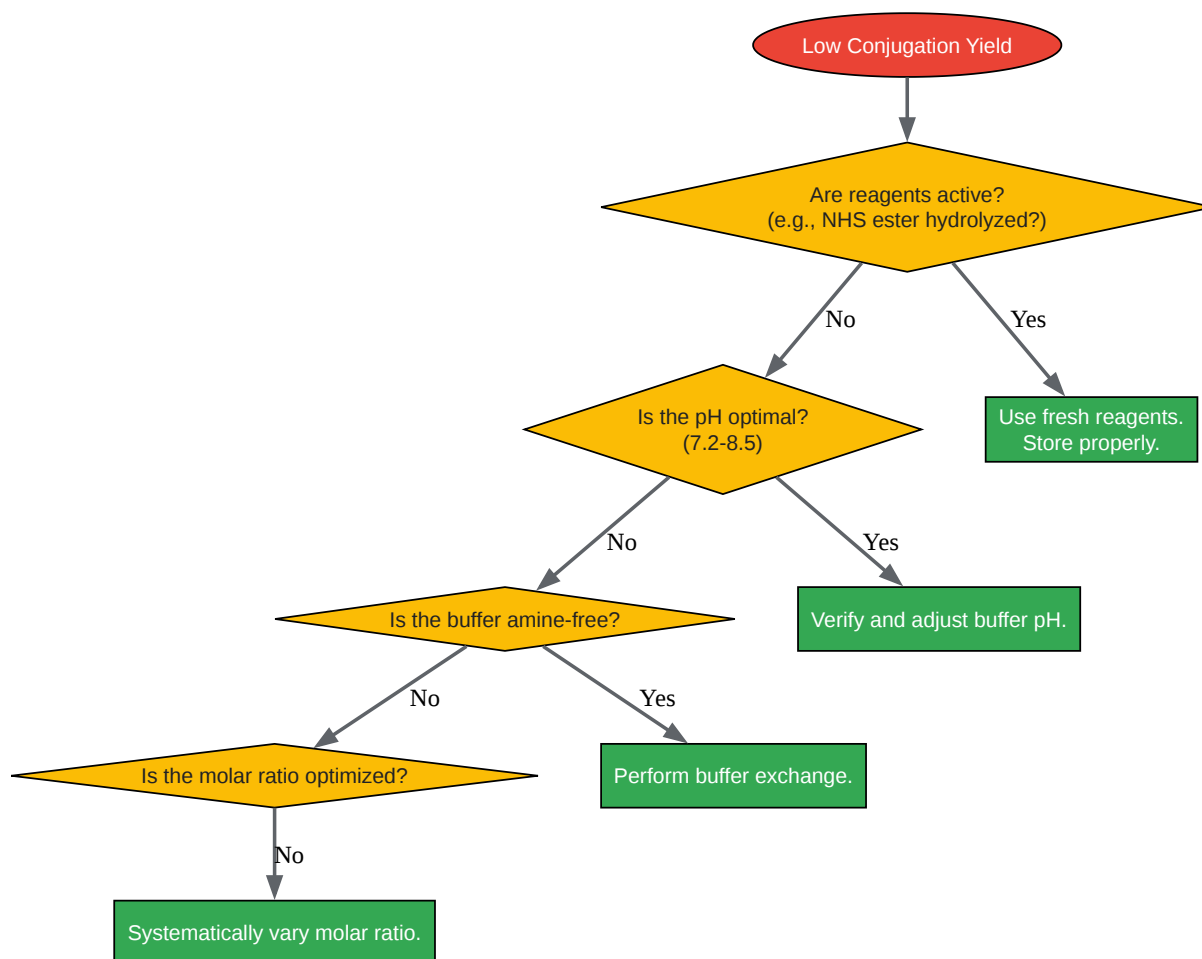 Low Conjugation Yield
Are reagents active?
(e.g., NHS ester hydrolyzed?)
No
Yes
Is the pH optimal?
(7.2-8.5)
Use fresh reagents.
Store properly.
No
Yes
Is the buffer amine-free?
Verify and adjust buffer pH.
No
Yes
Is the molar ratio optimized?
Perform buffer exchange.
No
Systematically vary molar ratio.